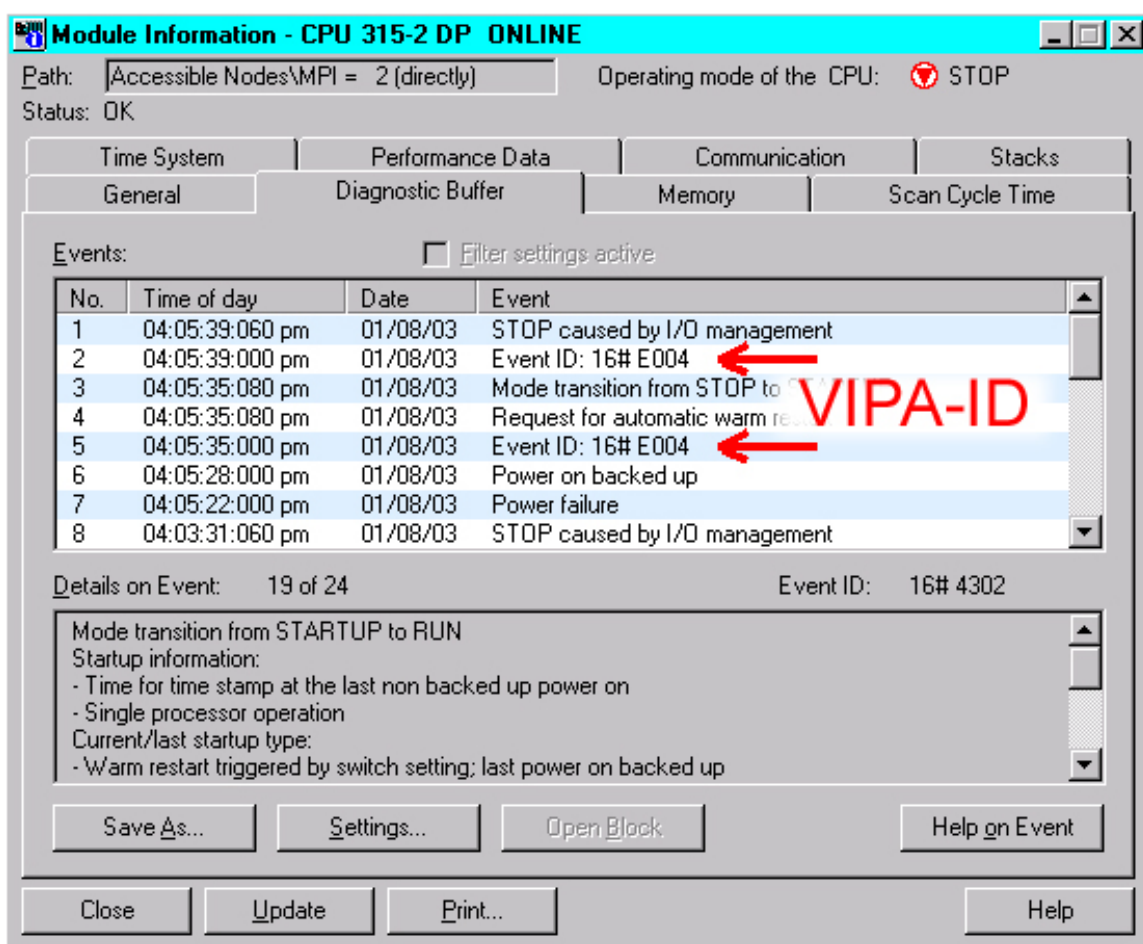 Module Information - CPU 315-2 DP ONLINE
Path: Accessible Nodes\MPI = 2 (directly) Operating mode of the CPU: STOP
Status: OK
Time System Performance Data Communication Stacks
General Diagnostic Buffer Memory Scan Cycle Time
Events: Filter settings active
No. Time of day Date Event
1 04:05:39:060 pm 01/08/03 STOP caused by I/O management
2 04:05:39:000 pm 01/08/03 Event ID: 16# E004
3 04:05:35:080 pm 01/08/03 Mode transition from STOP to
4 04:05:35:080 pm 01/08/03 Request for automatic warm
VIPA-ID
5 04:05:35:000 pm 01/08/03 Event ID: 16# E004
6 04:05:28:000 pm 01/08/03 Power on backed up
7 04:05:22:000 pm 01/08/03 Power failure
8 04:03:31:060 pm 01/08/03 STOP caused by I/O management
Details on Event: 19 of 24 Event ID: 16# 4302
Mode transition from STARTUP to RUN
Startup information:
- Time for time stamp at the last non backed up power on
- Single processor operation
Current/last startup type:
- Warm restart triggered by switch setting; last power on backed up
Save As... Settings... Open Block Help on Event
Close Update Print... Help